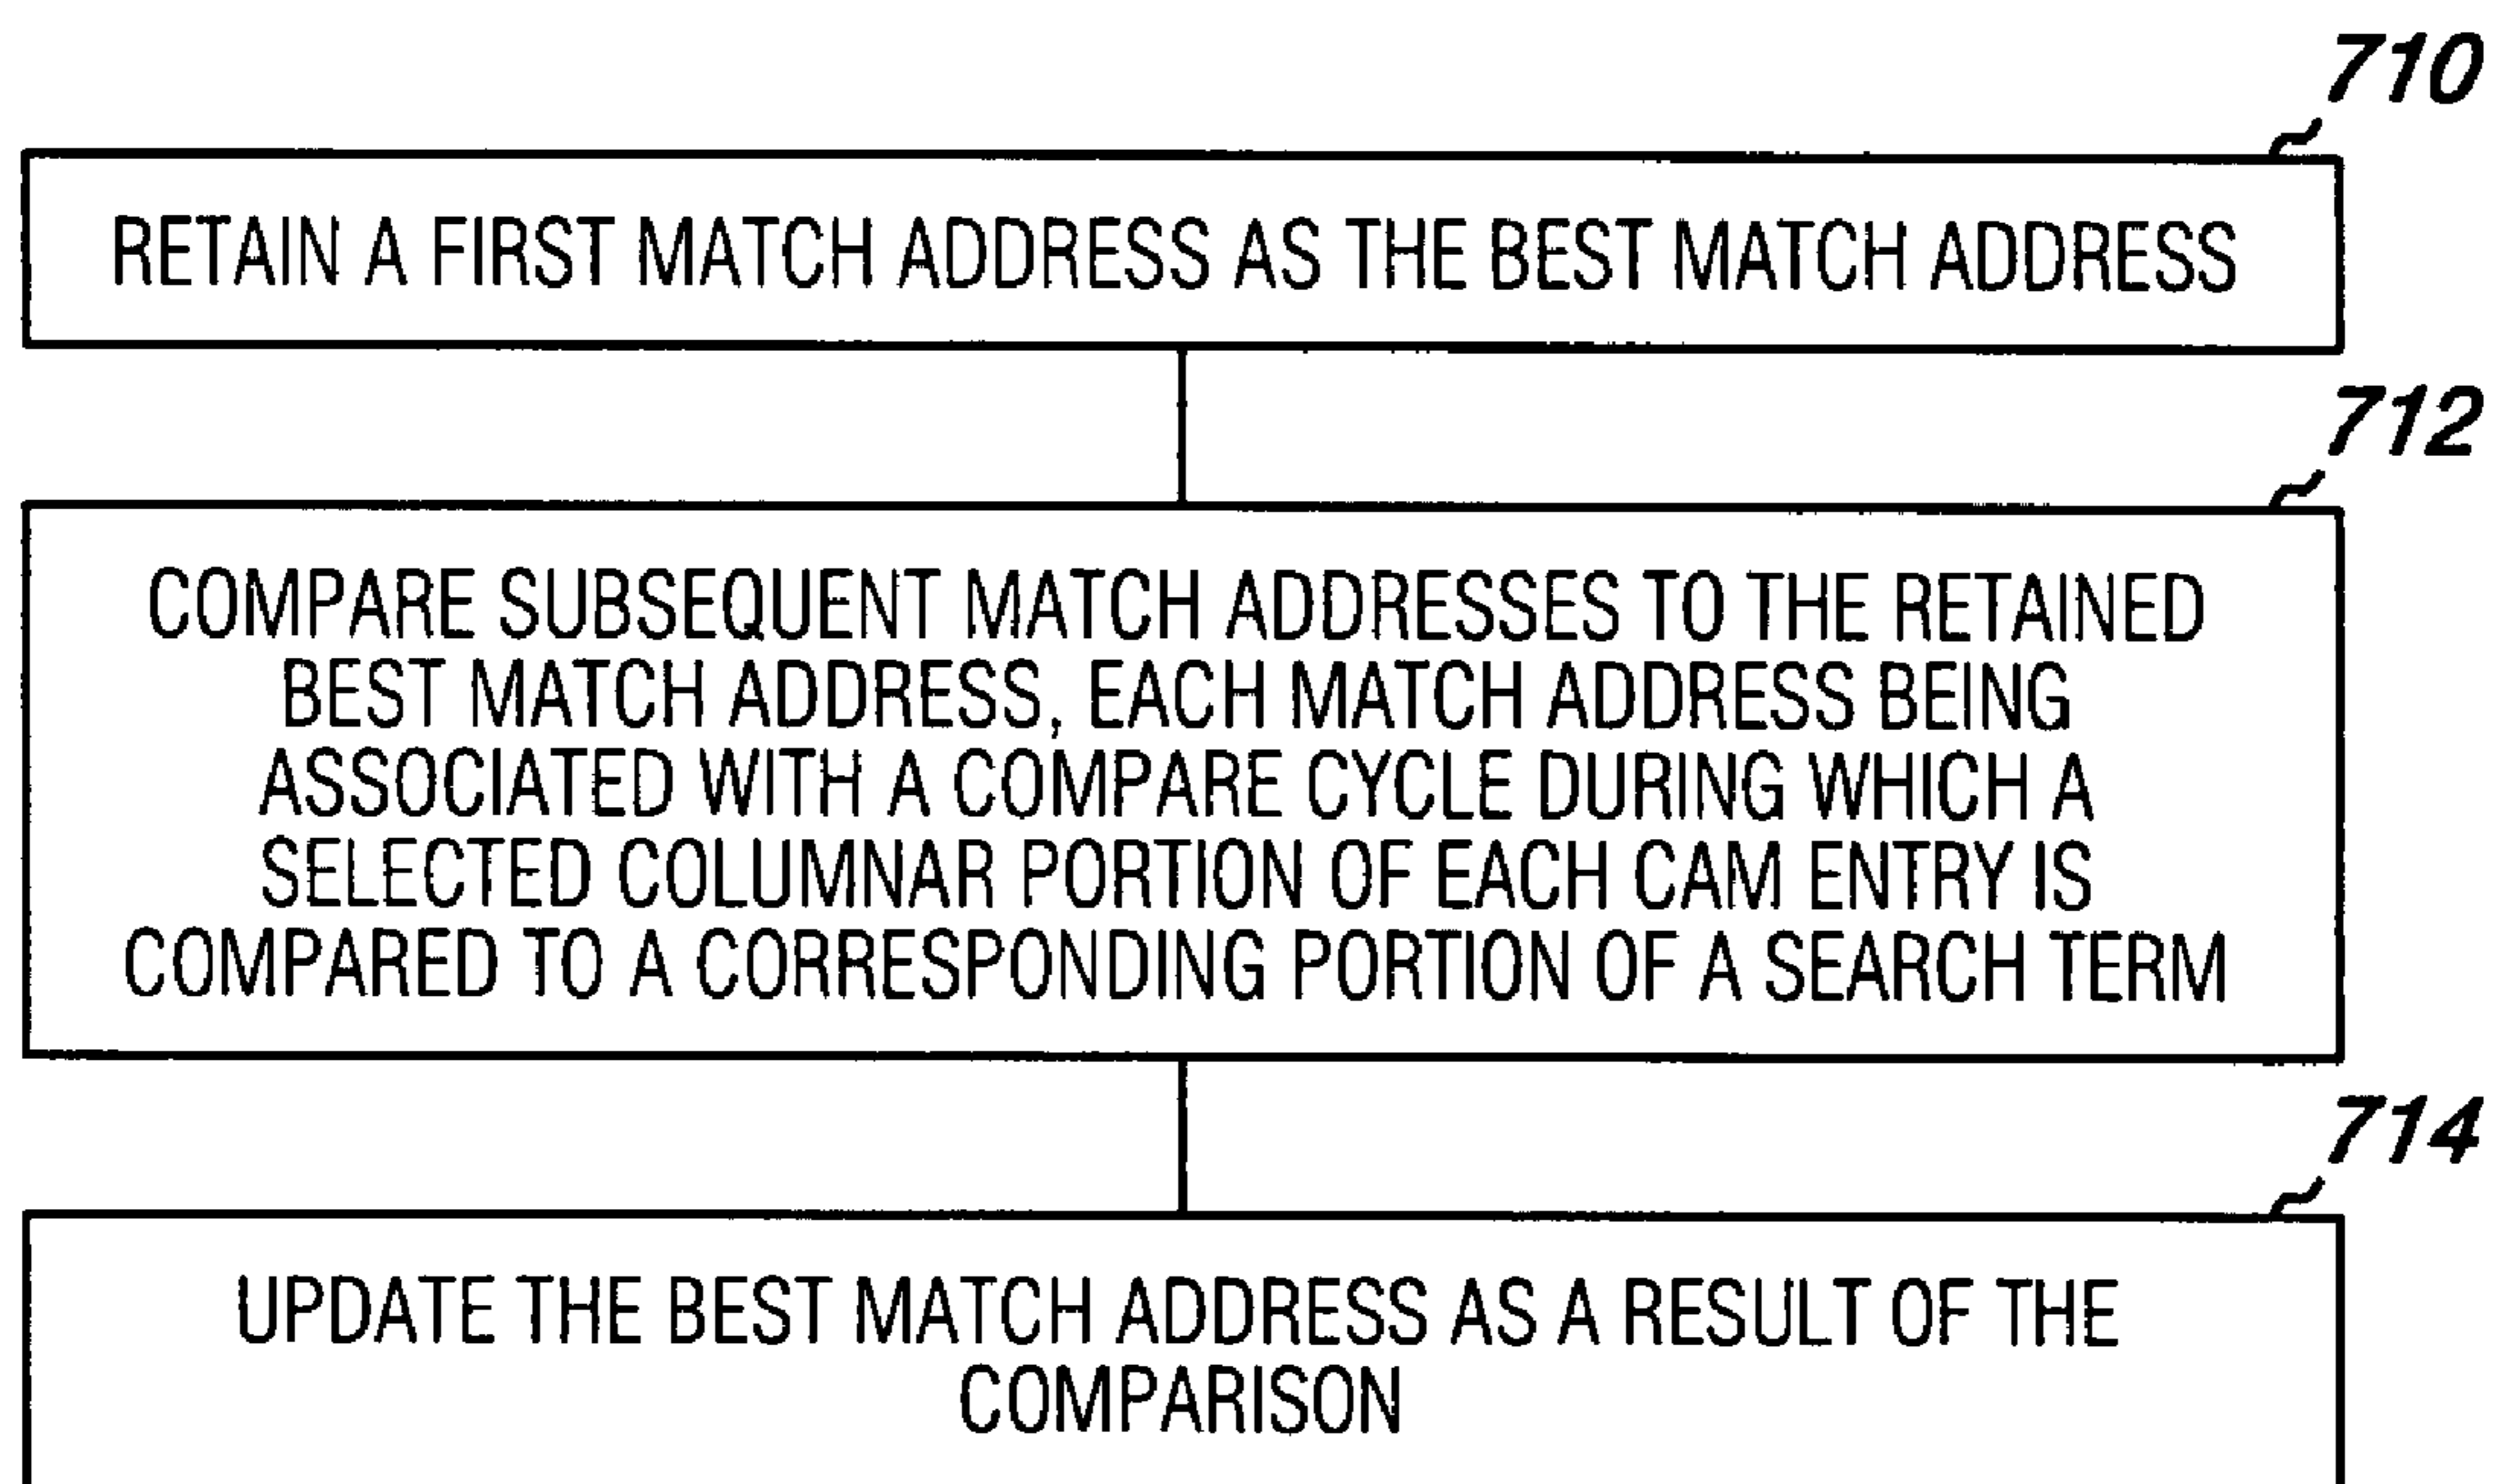 710
RETAIN A FIRST MATCH ADDRESS AS THE BEST MATCH ADDRESS
712
COMPARE SUBSEQUENT MATCH ADDRESSES TO THE RETAINED
BEST MATCH ADDRESS, EACH MATCH ADDRESS BEING
ASSOCIATED WITH A COMPARE CYCLE DURING WHICH A
SELECTED COLUMNAR PORTION OF EACH CAM ENTRY IS
COMPARED TO A CORRESPONDING PORTION OF A SEARCH TERM
714
UPDATE THE BEST MATCH ADDRESS AS A RESULT OF THE
COMPARISON